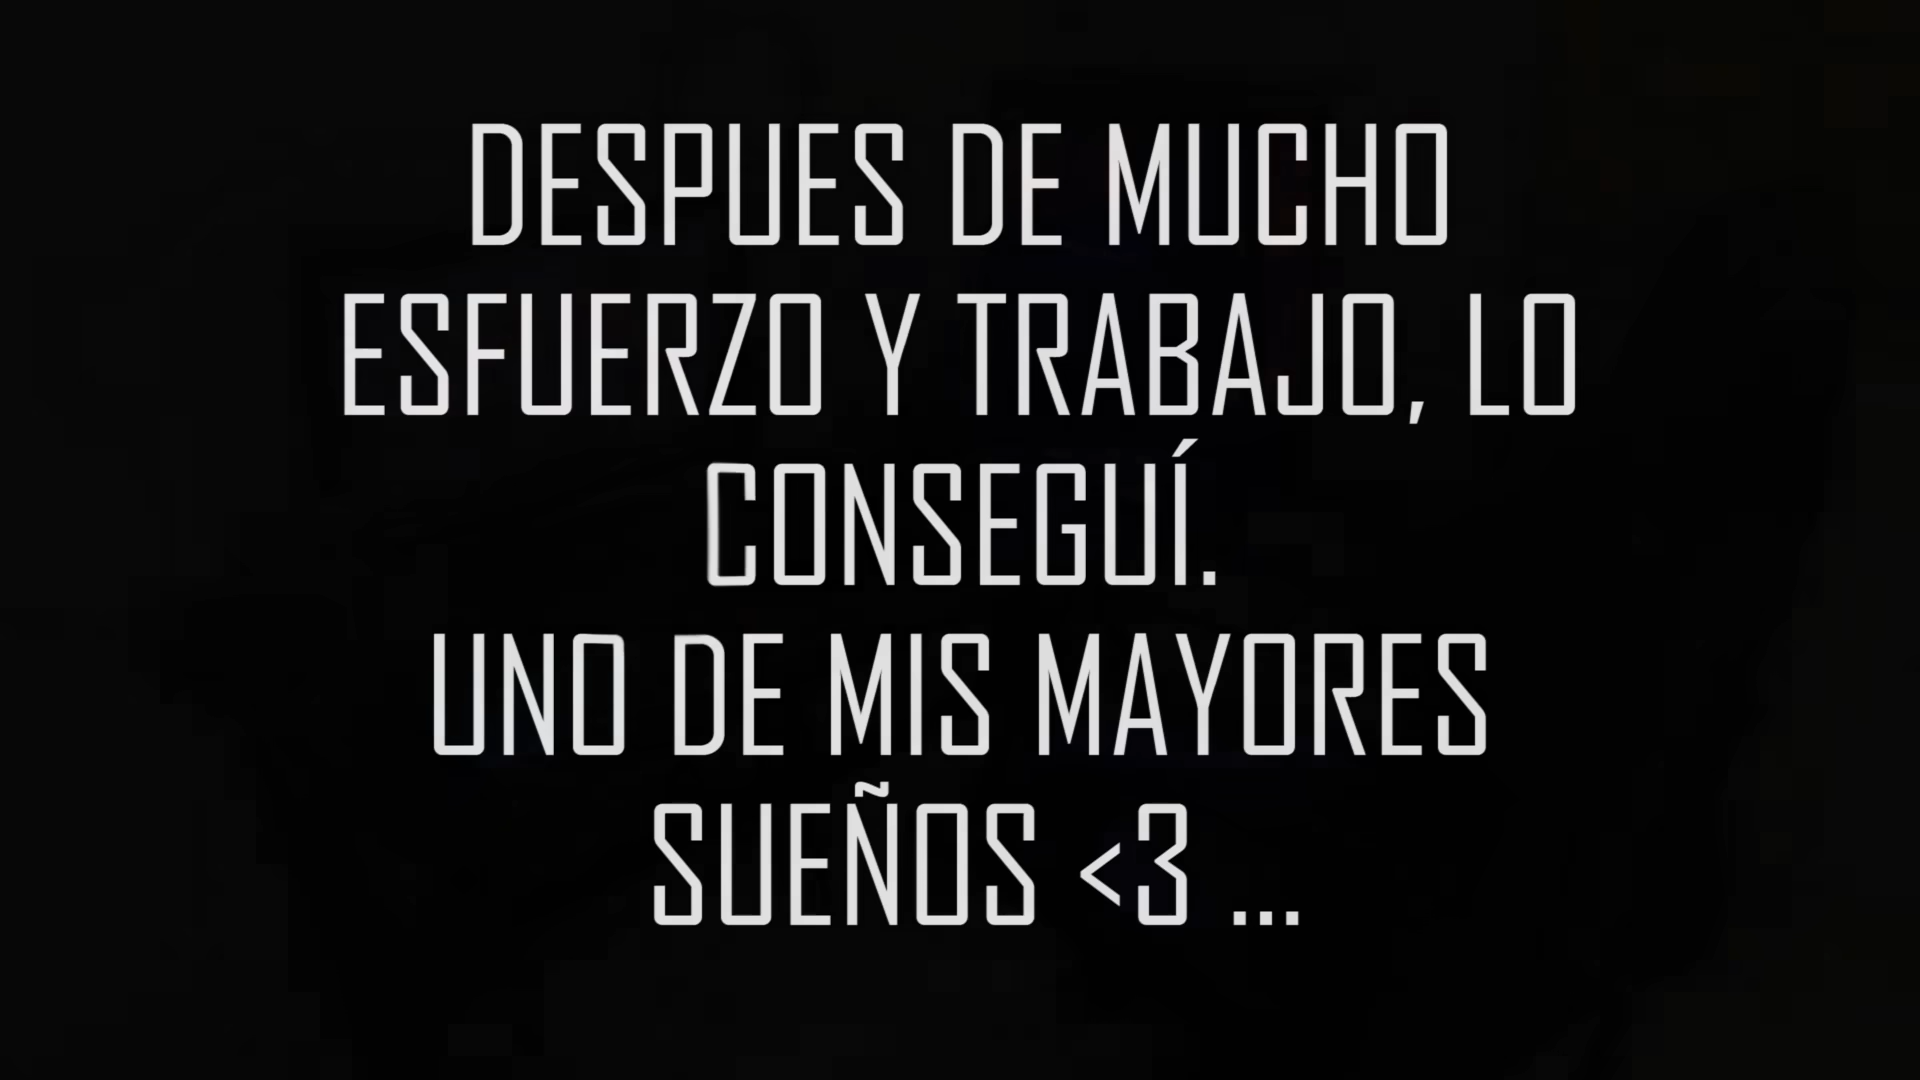 DESPUES DE MUCHO
ESFUERZO Y TRABAJO, LO
CONSEGUÍ.
UNO DE MIS MAYORES
SUEÑOS <3 ...